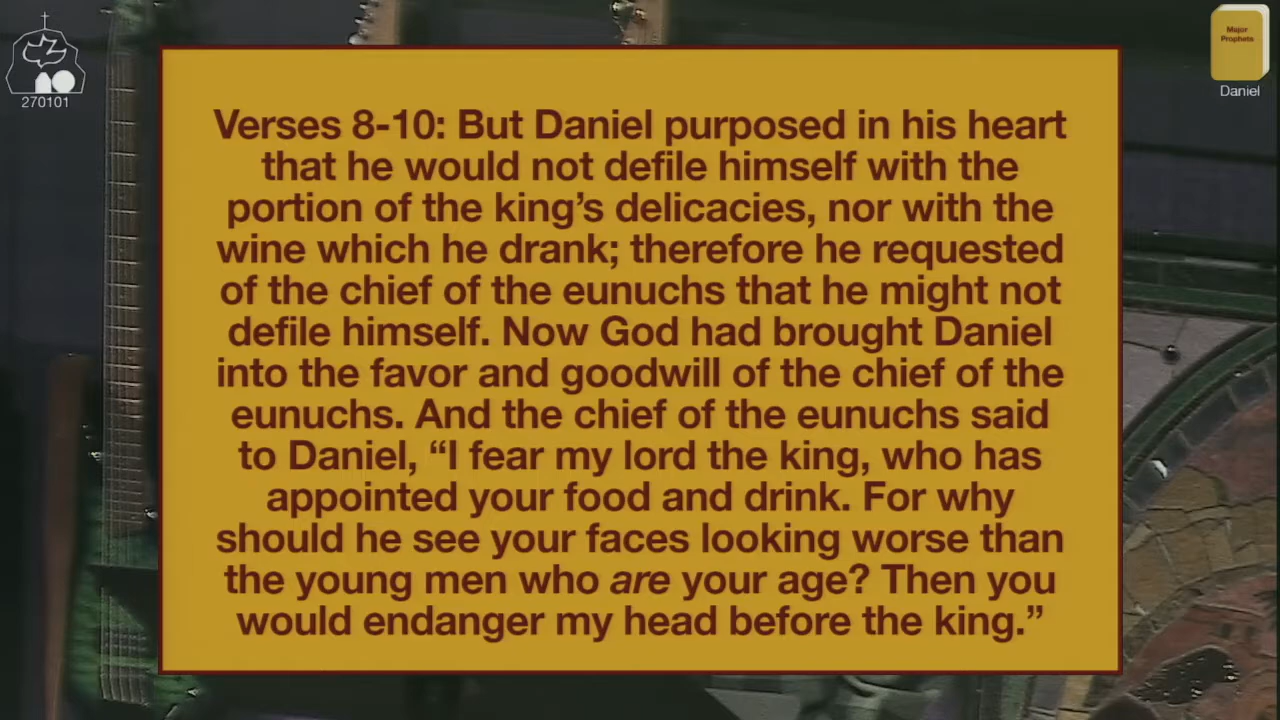 270101
Major
Prophets
Daniel
Verses 8-10: But Daniel purposed in his heart
that he would not defile himself with the
portion of the king’s delicacies, nor with the
wine which he drank; therefore he requested
of the chief of the eunuchs that he might not
defile himself. Now God had brought Daniel
into the favor and goodwill of the chief of the
eunuchs. And the chief of the eunuchs said
to Daniel, “I fear my lord the king, who has
appointed your food and drink. For why
should he see your faces looking worse than
the young men who are your age? Then you
would endanger my head before the king.”